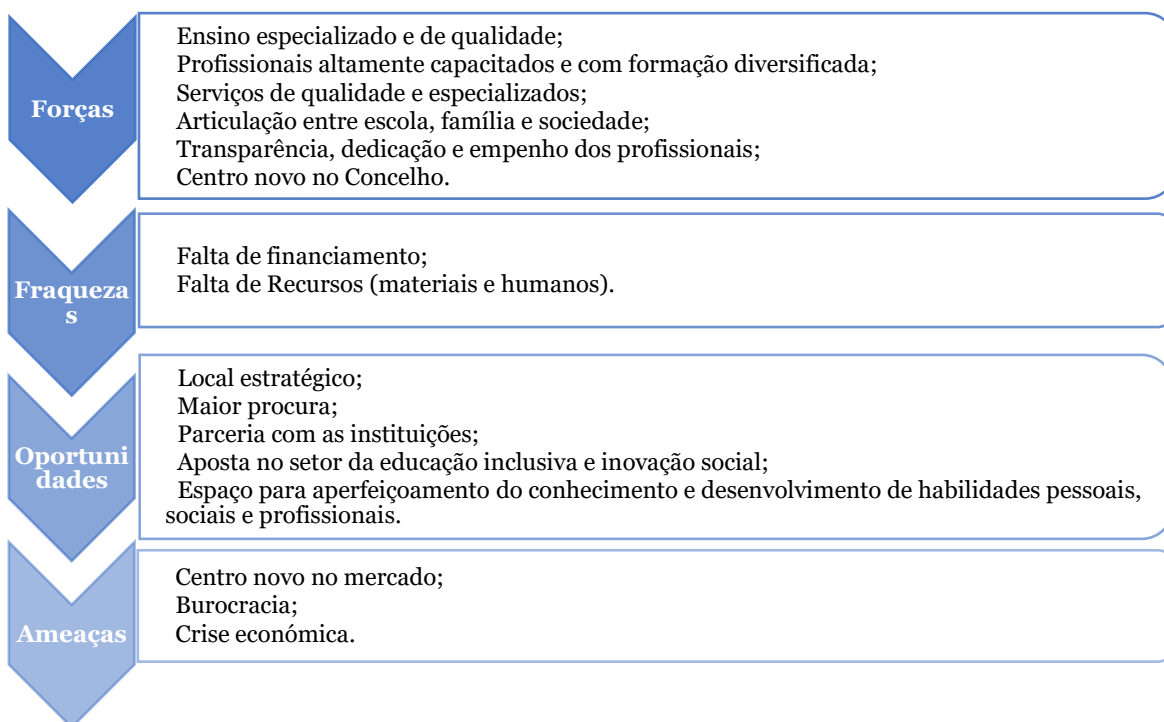 Forças
Ensino especializado e de qualidade;
Profissionais altamente capacitados e com formação diversificada;
Serviços de qualidade e especializados;
Articulação entre escola, família e sociedade;
Transparência, dedicação e empenho dos profissionais;
Centro novo no Concelho.
Fraqueza
s
Falta de financiamento;
Falta de Recursos (materiais e humanos).
Oportuni
dades
Local estratégico;
Maior procura;
Parceria com as instituições;
Aposta no setor da educação inclusiva e inovação social;
Espaço para aperfeiçoamento do conhecimento e desenvolvimento de habilidades pessoais,
sociais e profissionais.
Ameaças
Centro novo no mercado;
Burocracia;
Crise económica.